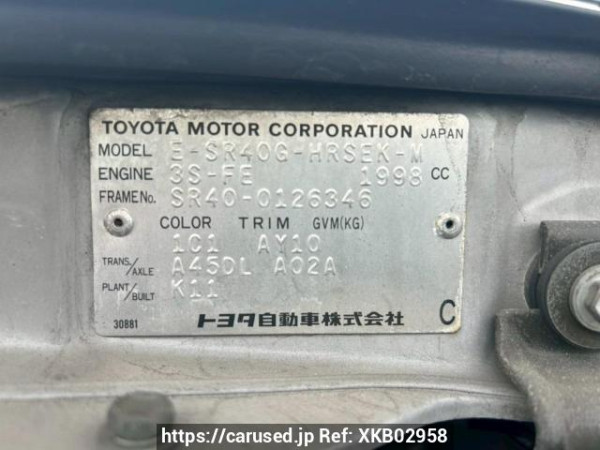 TOYOTA MOTOR CORPORATION JAPAN
MODEL E-SR40G-HRSEK-M
ENGINE 3S-FE 1998 CC
FRAME No. SR40-0126346
COLOR TRIM GVM(KG)
1C1 AY10
TRANS./AXLE A45DL A02A
PLANT/BUILT K11
30881 トヨタ自動車株式会社 C
https://carused.jp Ref: XKB02958